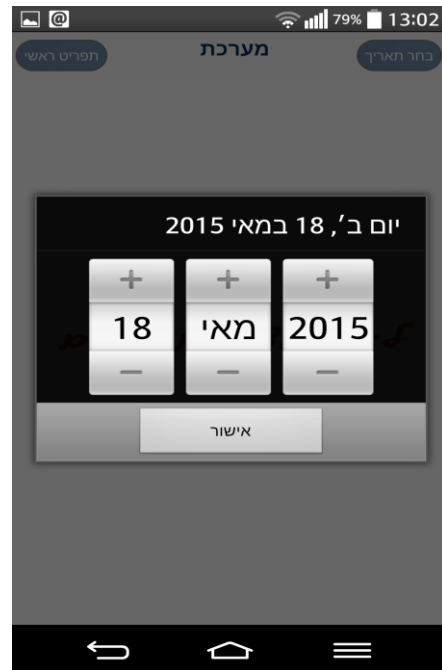 79% 13:02
בחר תאריך מערכת תפריט ראשי
יום ב׳, 18 במאי 2015
+ + +
2015 מאי 18
− − −
אישור